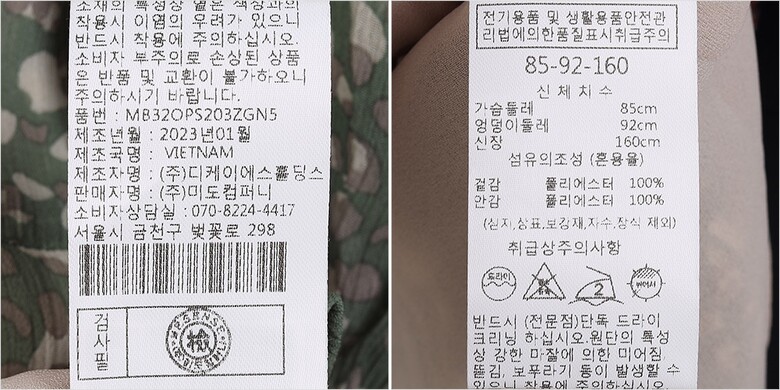 소재의 특성상 옅은 색상과의
착용시 이염의 우려가 있으니
반드시 착용에 주의하십시오.
소비자 부주의로 손상된 상품
은 반품 및 교환이 불가하오니
주의하시기 바랍니다.
품번 : MB32OPS203ZGN5
제조년월 : 2023년01월
제조국명 : VIETNAM
제조자명 : (주)디케이에스홀딩스
판매자명 : (주)미도컴퍼니
소비자상담실 : 070-8224-4417
서울시 금천구 벚꽃로 298
검사필
檢
전기용품 및 생활용품안전관
리법에의한품질표시취급주의
85-92-160
신 체 치 수
가슴둘레 85cm
엉덩이둘레 92cm
신장 160cm
섬유의조성 (혼용율)
겉감 폴리에스터 100%
안감 폴리에스터 100%
(심지,상표,보강재,자수,장식 제외)
취급상주의사항
드라이
2
뉘어서
반드시 (전문점)단독 드라이
크리닝 하십시오.원단의 특성
상 강한 마찰에 의한 미어짐,
뜯김, 보푸라기 등이 발생할 수
있으니 착용에 주의하십시오.